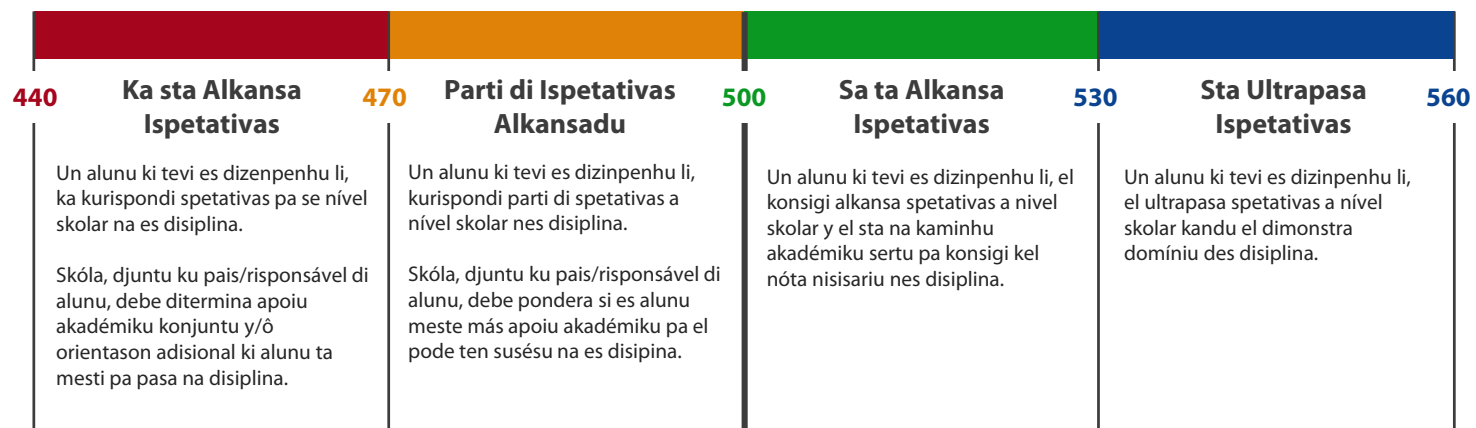 440
Ka sta Alkansa
Ispetativas
Un alunu ki tevi es dizenpenhu li,
ka kurispondi spetativas pa se nível
skolar na es disiplina.
Skóla, djuntu ku pais/risponsável di
alunu, debe ditermina apoiu
akadémiku konjuntu y/ô
orientason adisional ki alunu ta
mesti pa pasa na disiplina.
470
Parti di Ispetativas
Alkansadu
Un alunu ki tevi es dizinpenhu li,
kurispondi parti di spetativas a
nível skolar nes disiplina.
Skóla, djuntu ku pais/risponsável di
alunu, debe pondera si es alunu
meste más apoiu akadémiku pa el
pode ten susésu na es disipina.
500
Sa ta Alkansa
Ispetativas
Un alunu ki tevi es dizinpenhu li, el
konsigi alkansa spetativas a nivel
skolar y el sta na kaminhu
akadémiku sertu pa konsigi kel
nóta nisisariu nes disiplina.
530
Sta Ultrapasa
Ispetativas
Un alunu ki tevi es dizinpenhu li,
el ultrapasa spetativas a nível
skolar kandu el dimonstra
domíniu des disiplina.
560